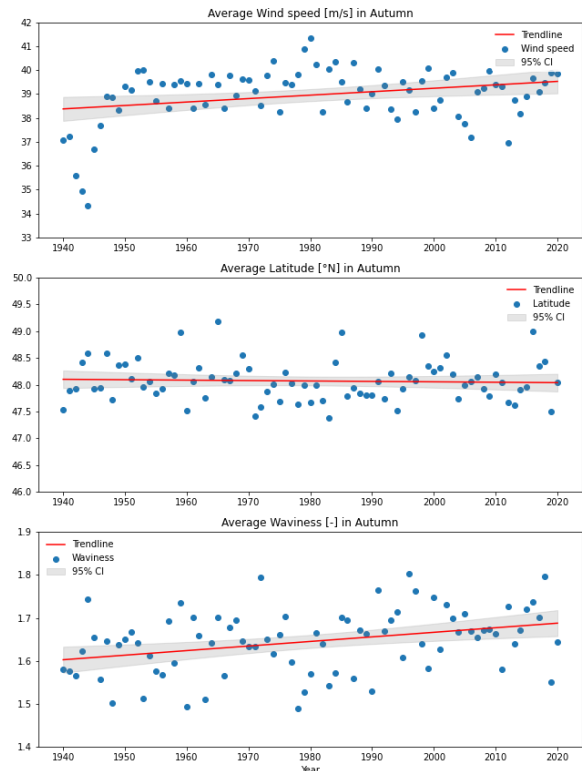 Average Wind speed [m/s] in Autumn
42
41
40
39
38
37
36
35
34
33
Trendline
Wind speed
95% CI
1940 1950 1960 1970 1980 1990 2000 2010 2020
Average Latitude [°N] in Autumn
50.0
49.5
49.0
48.5
48.0
47.5
47.0
46.5
46.0
Trendline
Latitude
95% CI
1940 1950 1960 1970 1980 1990 2000 2010 2020
Average Waviness [-] in Autumn
1.9
1.8
1.7
1.6
1.5
1.4
Trendline
Waviness
95% CI
1940 1950 1960 1970 1980 1990 2000 2010 2020
Year